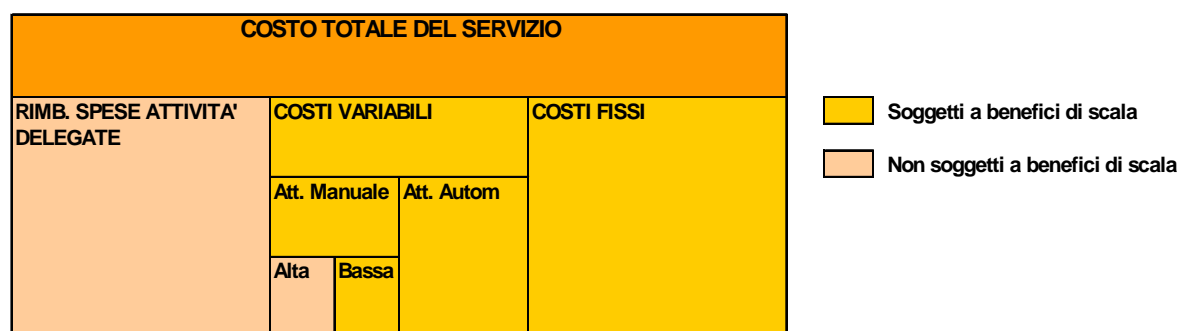 COSTO TOTALE DEL SERVIZIO
RIMB. SPESE ATTIVITA'
DELEGATE
COSTI VARIABILI
COSTI FISSI
Att. Manuale
Att. Autom
Alta
Bassa
Soggetti a benefici di scala
Non soggetti a benefici di scala